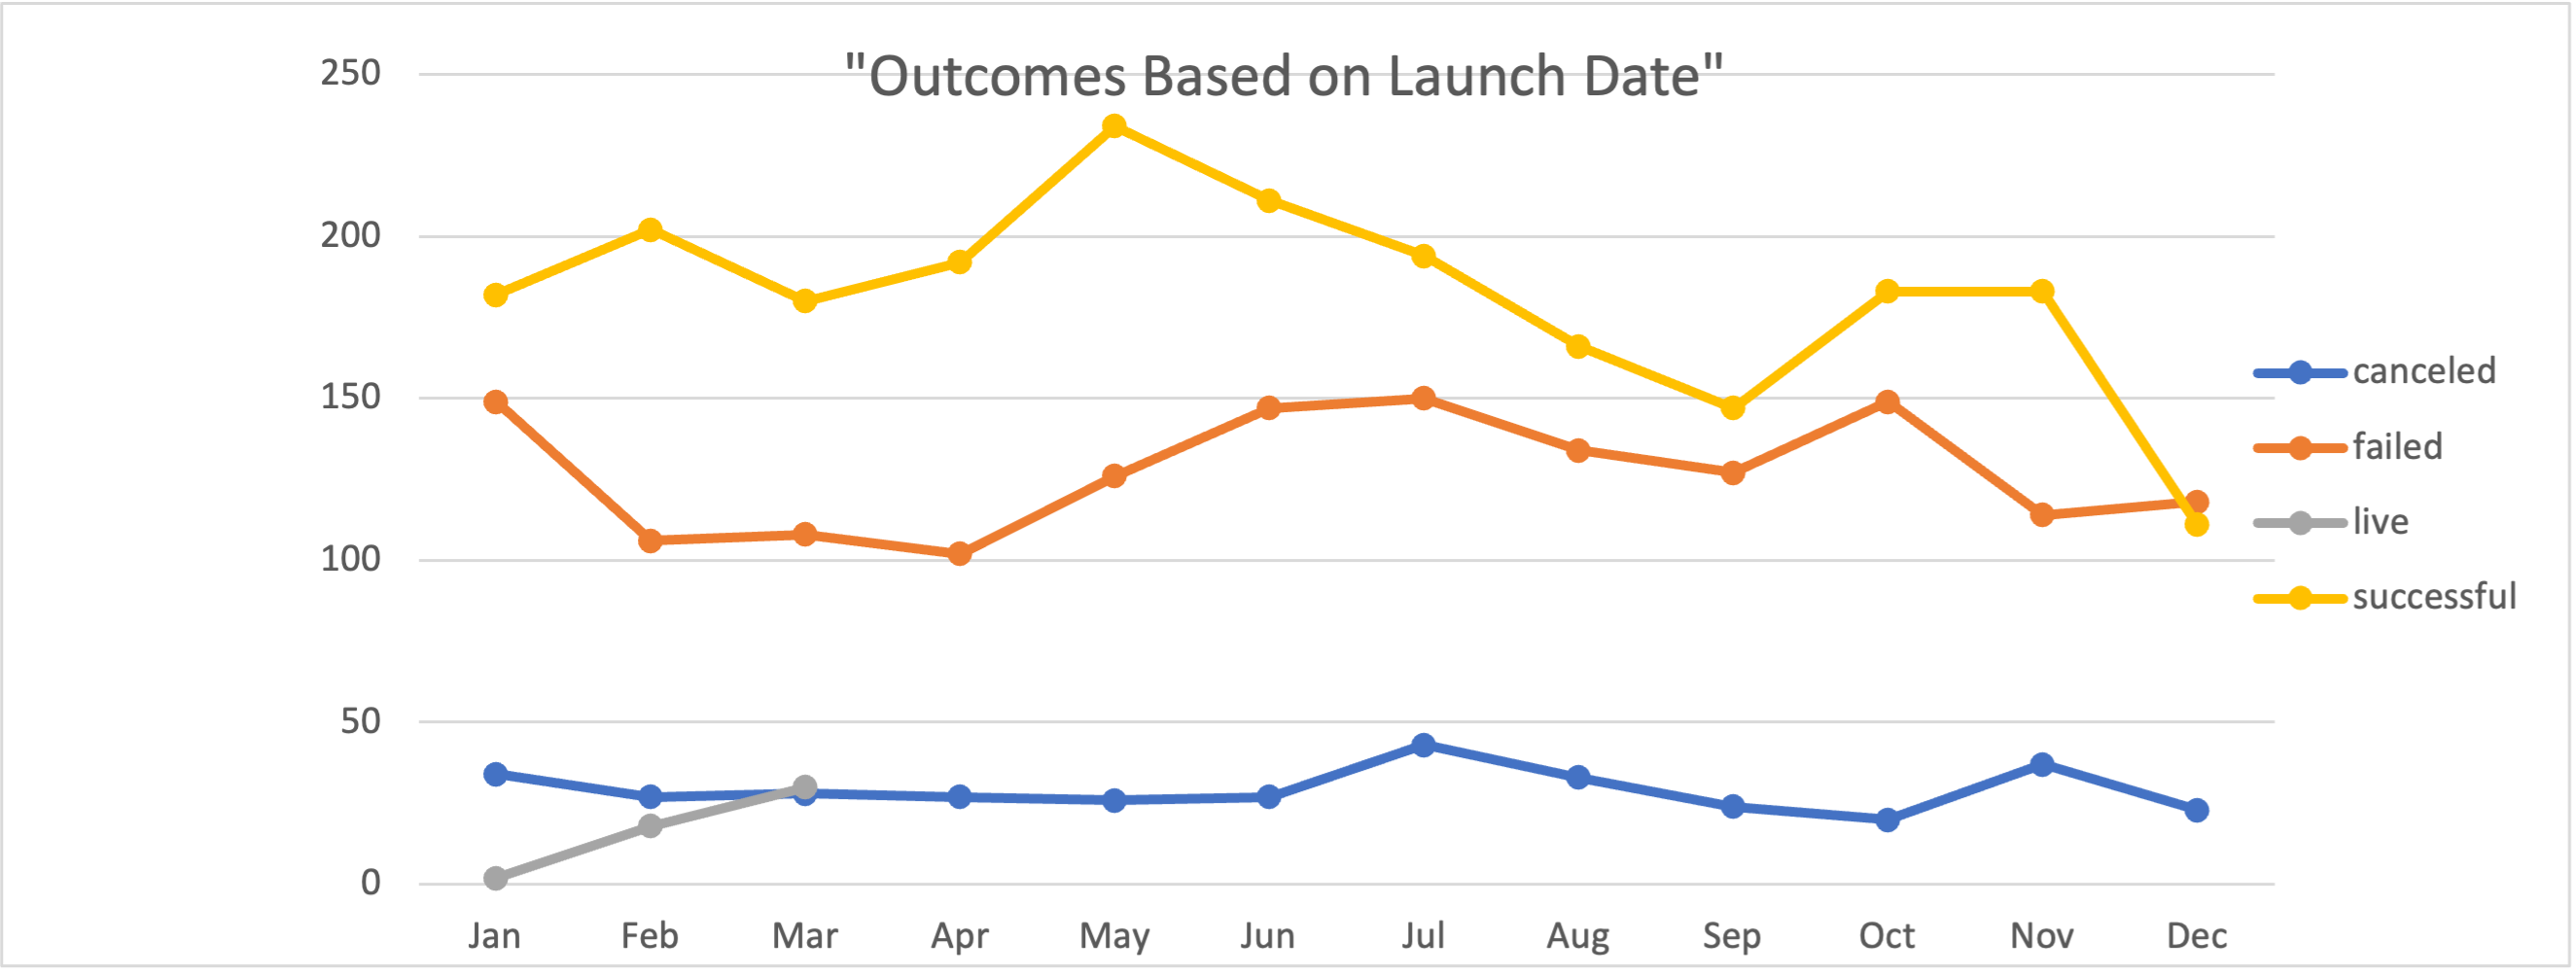 "Outcomes Based on Launch Date"
250
200
150
100
50
0
Jan Feb Mar Apr May Jun Jul Aug Sep Oct Nov Dec
canceled
failed
live
successful